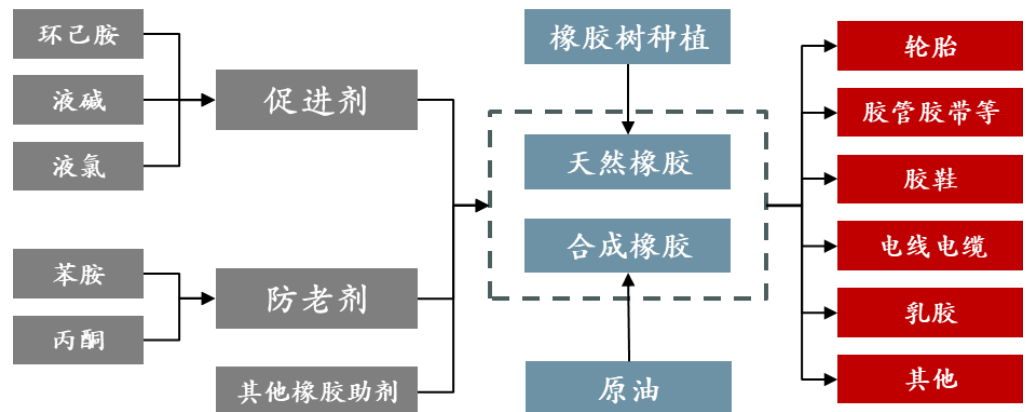 环己胺
液碱
液氯
促进剂
苯胺
丙酮
防老剂
其他橡胶助剂
橡胶树种植
天然橡胶
合成橡胶
原油
轮胎
胶管胶带等
胶鞋
电线电缆
乳胶
其他